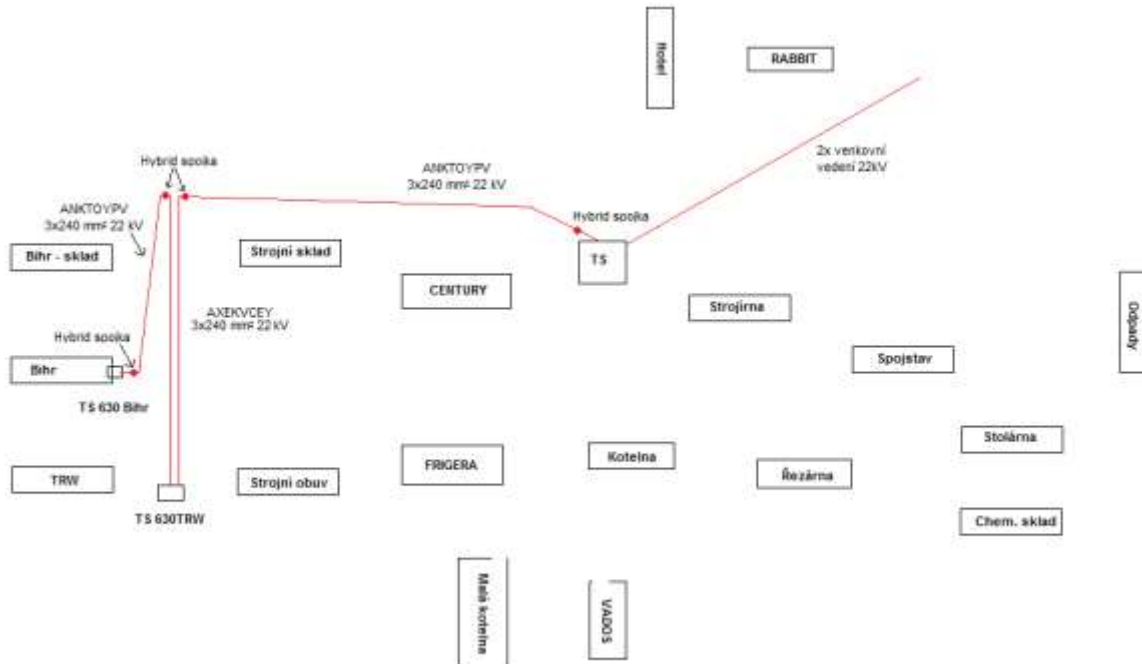 Hotel
RABBIT
2x venkovní
vedení 22kV
Hybrid spojka
ANKTOYPV
3x240 mm² 22 kV
ANKTOYPV
3x240 mm² 22 kV
Hybrid spojka
Bihr - sklad
Strojní sklad
TS
CENTURY
Strojírna
Odpady
AXEKVCEY
3x240 mm² 22 kV
Hybrid spojka
Bihr
Spojstav
TS 630 Bihr
Stolárna
Kotelna
FRIGERA
Řezárna
TRW
Strojní obuv
TS 630TRW
Chem. sklad
Malá kotelna
VADOS